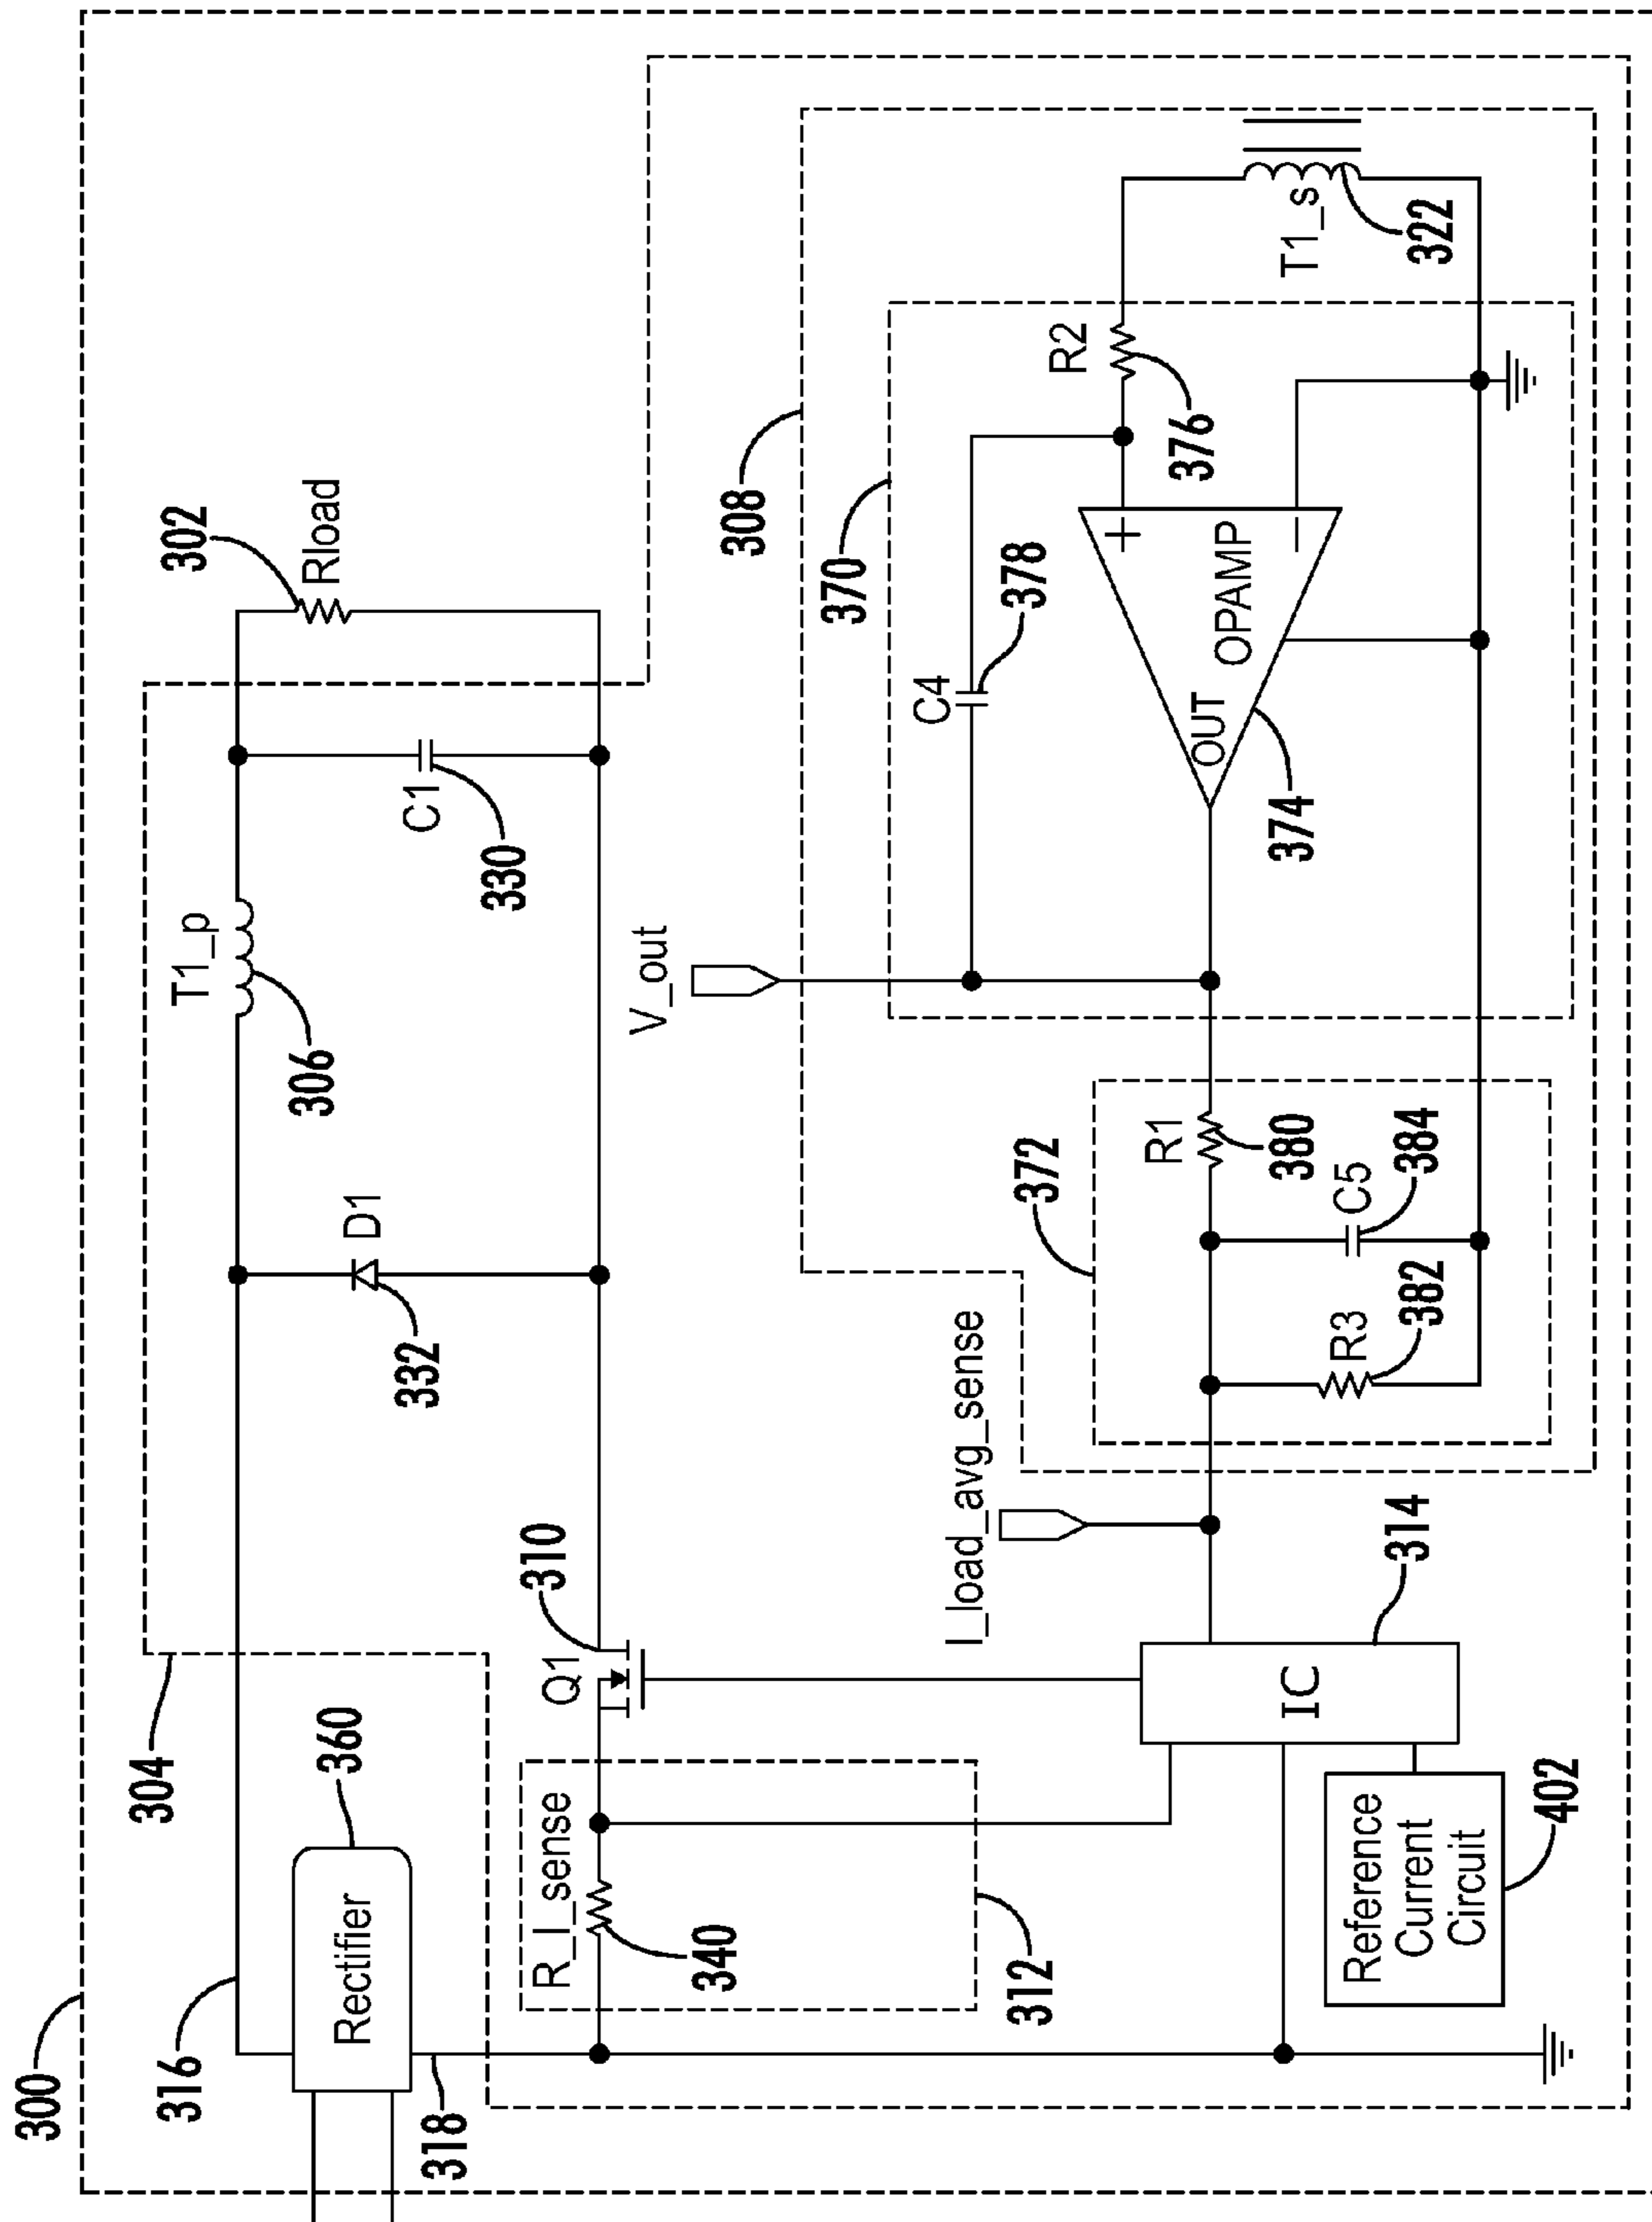 300
316
318
304
360
Rectifier
306
T1_p
302
Rload
332
D1
C1
330
310
Q1
R_I_sense
340
312
V_out
308
370
I_load_avg_sense
372
C4
378
R2
376
OUT
OPAMP
+
−
374
T1_s
322
R1
380
C5
384
R3
382
314
IC
Reference
Current
Circuit
402